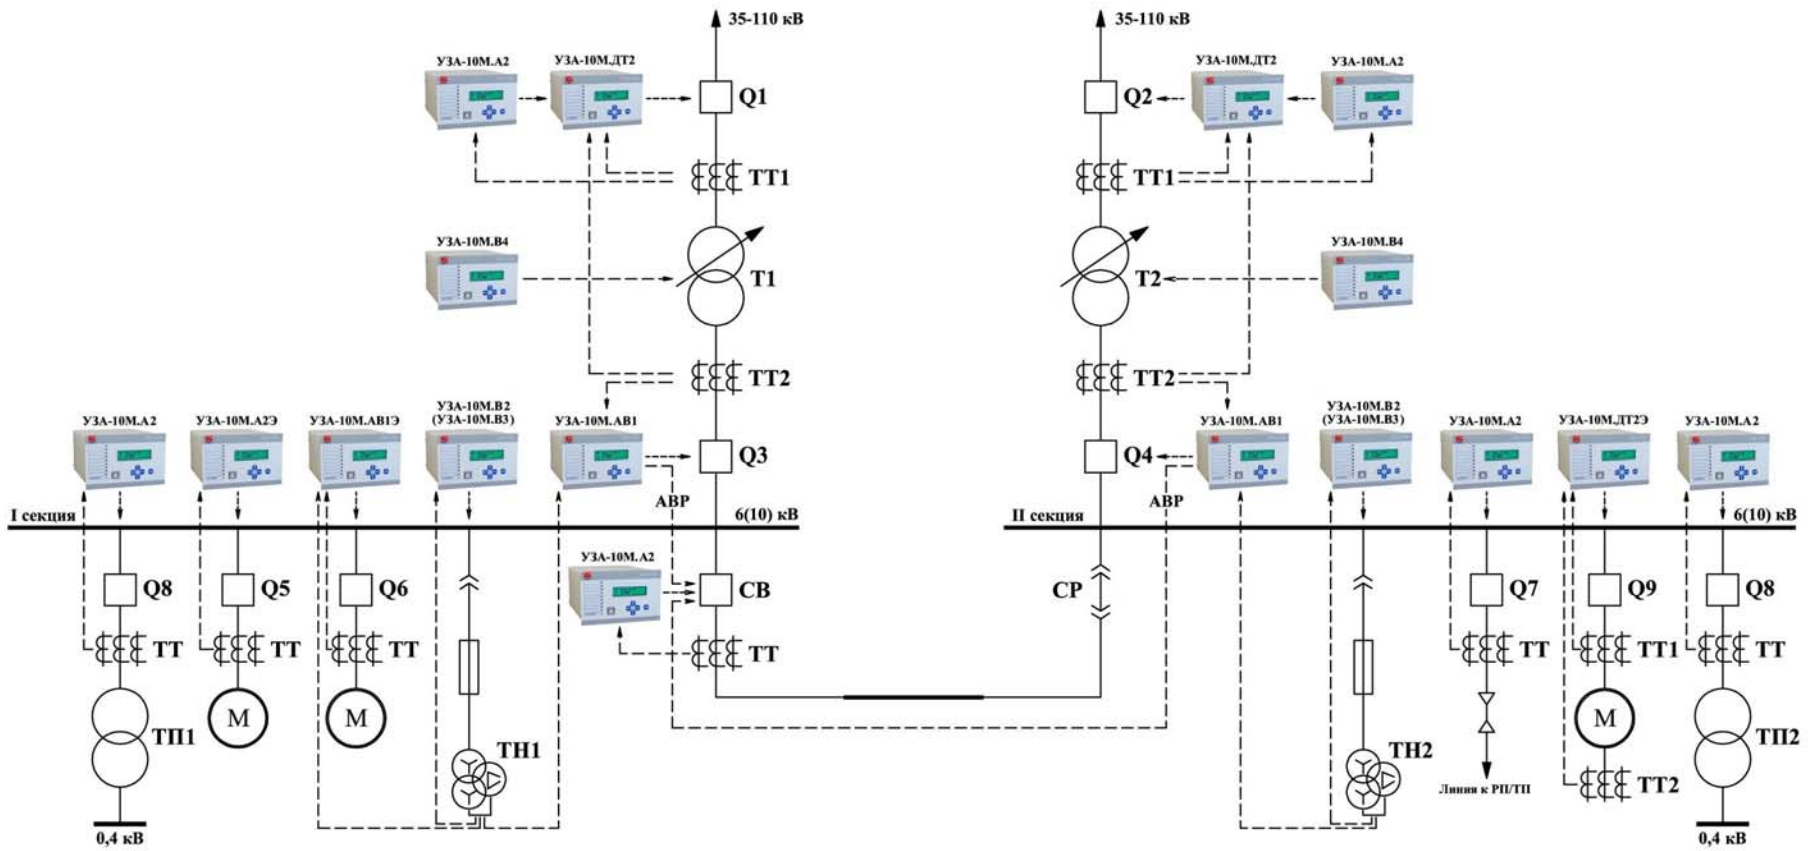 35-110 кВ
35-110 кВ
УЗА-10М.А2
УЗА-10М.ДТ2
УЗА-10М.ДТ2
УЗА-10М.А2
Q1
Q2
ТТ1
ТТ1
УЗА-10М.В4
УЗА-10М.В4
Т1
Т2
ТТ2
ТТ2
УЗА-10М.А2
УЗА-10М.А2Э
УЗА-10М.АВ1Э
УЗА-10М.В2
(УЗА-10М.В3)
УЗА-10М.АВ1
УЗА-10М.АВ1
УЗА-10М.В2
(УЗА-10М.В3)
УЗА-10М.А2
УЗА-10М.ДТ2Э
УЗА-10М.А2
Q3
Q4
АВР
АВР
I секция
6(10) кВ
II секция
6(10) кВ
УЗА-10М.А2
Q8
Q5
Q6
СВ
СР
Q7
Q9
Q8
ТТ
ТТ
ТТ
ТТ
ТТ
ТТ1
ТТ
М
М
М
ТП1
ТН1
ТН2
ТП2
Линия к РП/ТП
ТТ2
0,4 кВ
0,4 кВ